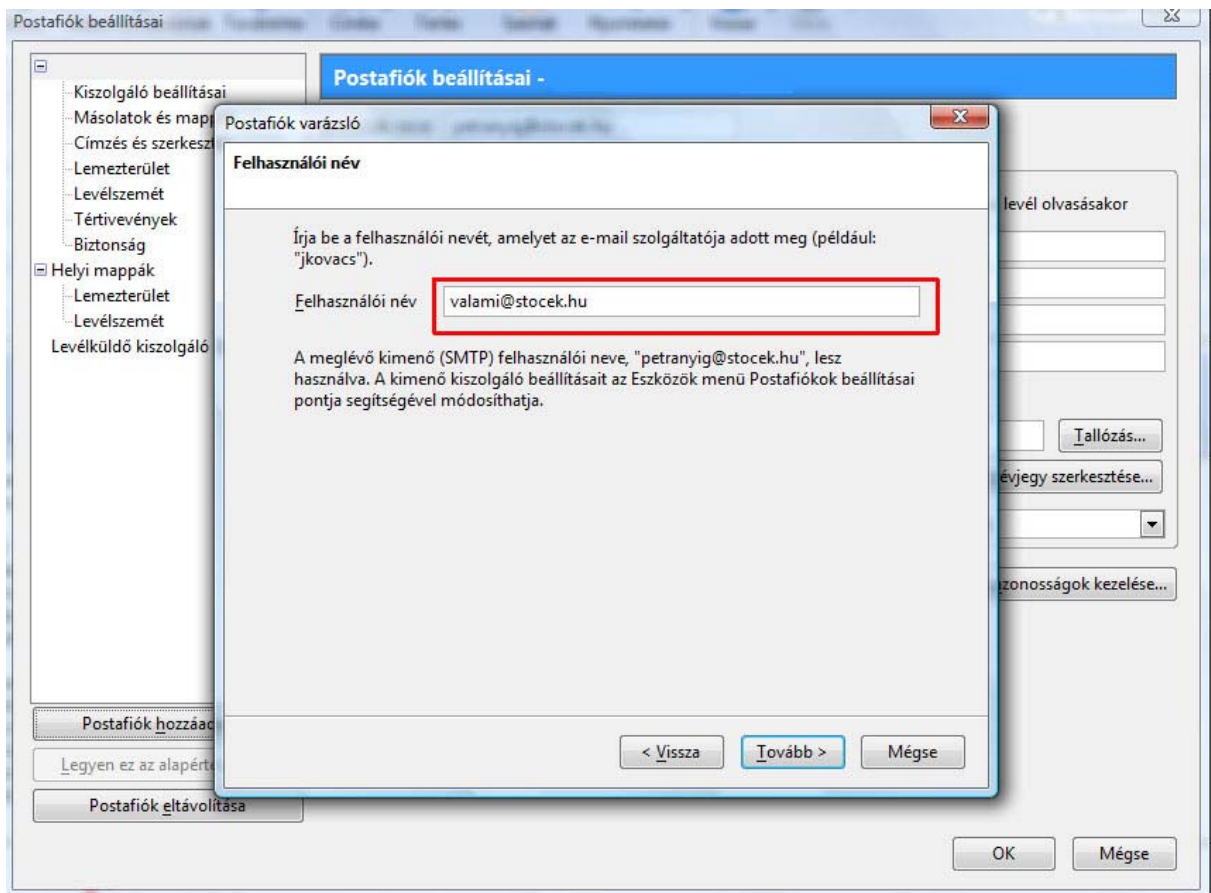 Postafiók beállításai
Kiszolgáló beállításai
Másolatok és mapp
Címzés és szerkesz
Lemezterület
Levélszemét
Tértivevények
Biztonság
Helyi mappák
Lemezterület
Levélszemét
Levélküldő kiszolgáló
Postafiók hozzáad
Legyen ez az alapérte
Postafiók eltávolítása
Postafiók beállításai -
Postafiók varázsló
Felhasználói név
Írja be a felhasználói nevét, amelyet az e-mail szolgáltatója adott meg (például:
"jkovacs").
Felhasználói név valami@stocek.hu
A meglévő kimenő (SMTP) felhasználói neve, "petranyig@stocek.hu", lesz
használva. A kimenő kiszolgáló beállításait az Eszközök menü Postafiókok beállításai
pontja segítségével módosíthatja.
< Vissza Tovább > Mégse
levél olvasásakor
Tallózás...
évjegy szerkesztése...
zonosságok kezelése...
OK Mégse